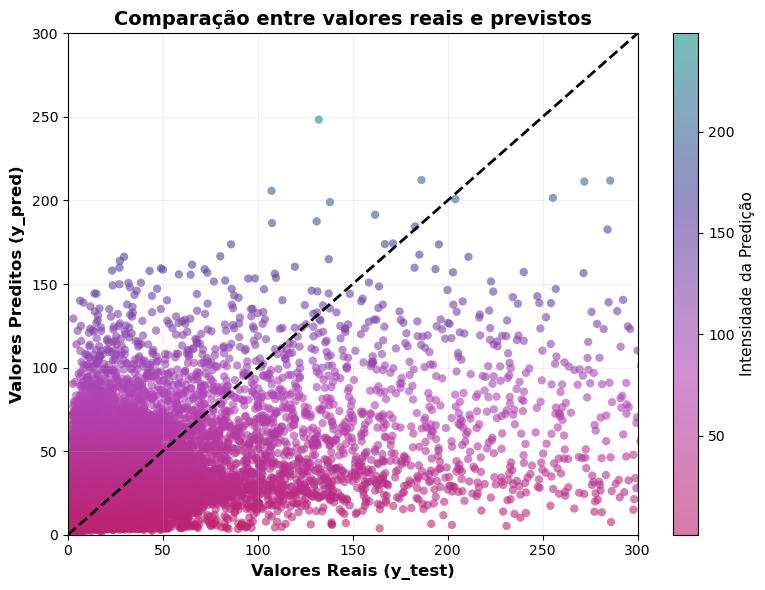 Comparação entre valores reais e previstos
Valores Preditos (y_pred)
300
250
200
150
100
50
0
0 50 100 150 200 250 300
Valores Reais (y_test)
200
150
100
50
Intensidade da Predição